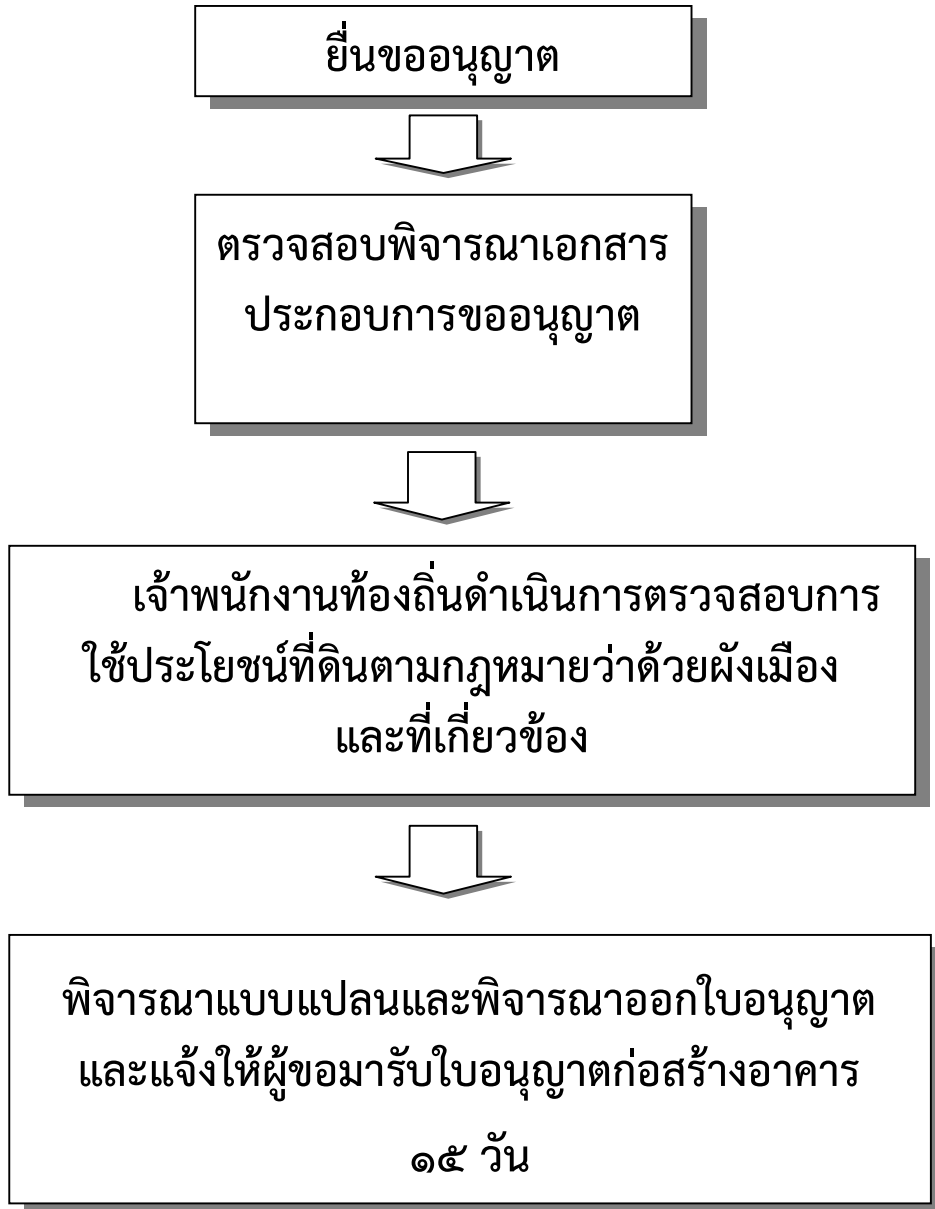 ยื่นขออนุญาต
ตรวจสอบพิจารณาเอกสาร
ประกอบการขออนุญาต
เจ้าพนักงานท้องถิ่นดำเนินการตรวจสอบการ
ใช้ประโยชน์ที่ดินตามกฎหมายว่าด้วยผังเมือง
และที่เกี่ยวข้อง
พิจารณาแบบแปลนและพิจารณาออกใบอนุญาต
และแจ้งให้ผู้ขอมารับใบอนุญาตก่อสร้างอาคาร
๑๕ วัน